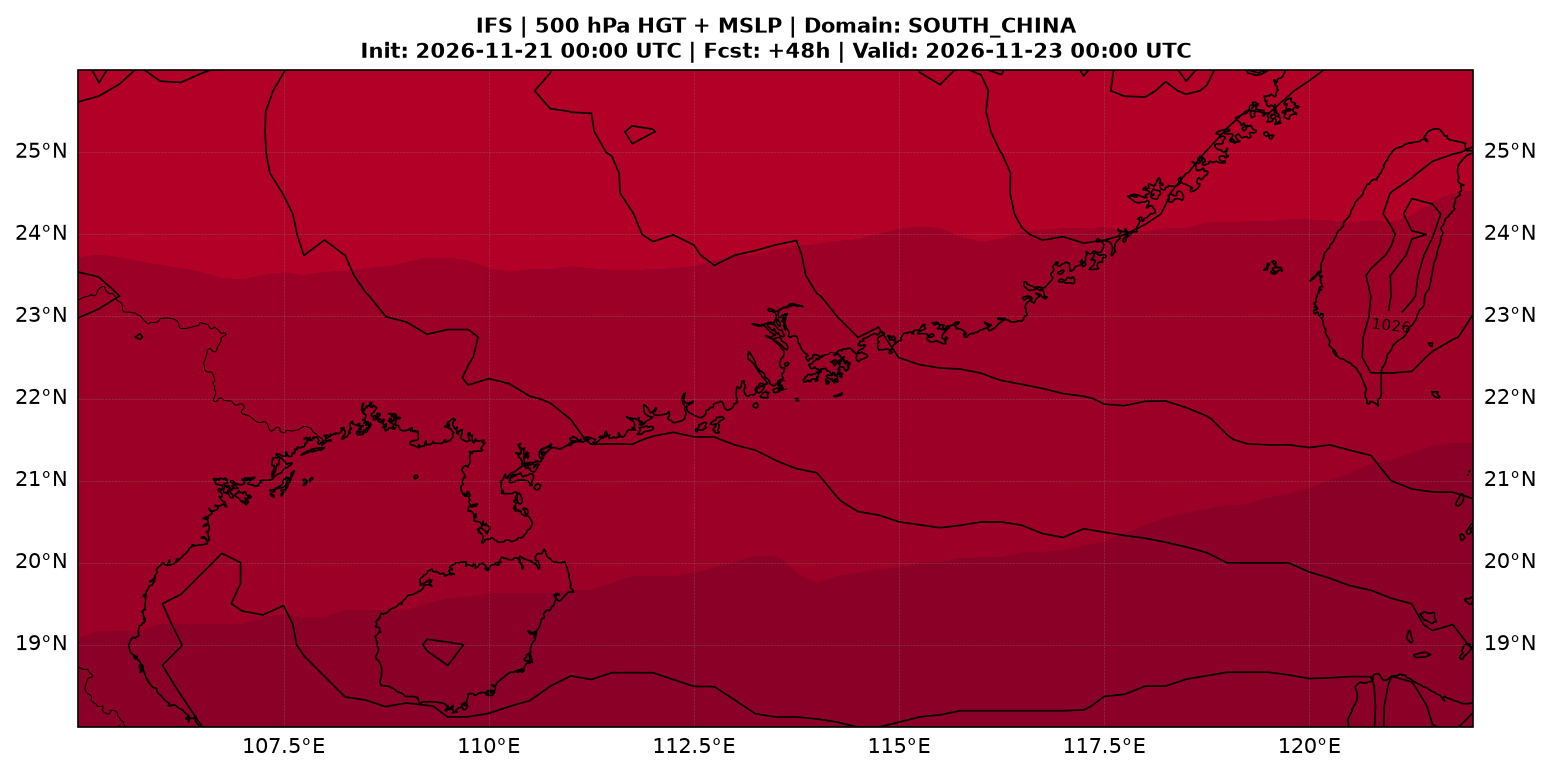 IFS | 500 hPa HGT + MSLP | Domain: SOUTH_CHINA
Init: 2026-11-21 00:00 UTC | Fcst: +48h | Valid: 2026-11-23 00:00 UTC
25°N 25°N
24°N 24°N
23°N 23°N
1026
22°N 22°N
21°N 21°N
20°N 20°N
19°N 19°N
107.5°E 110°E 112.5°E 115°E 117.5°E 120°E